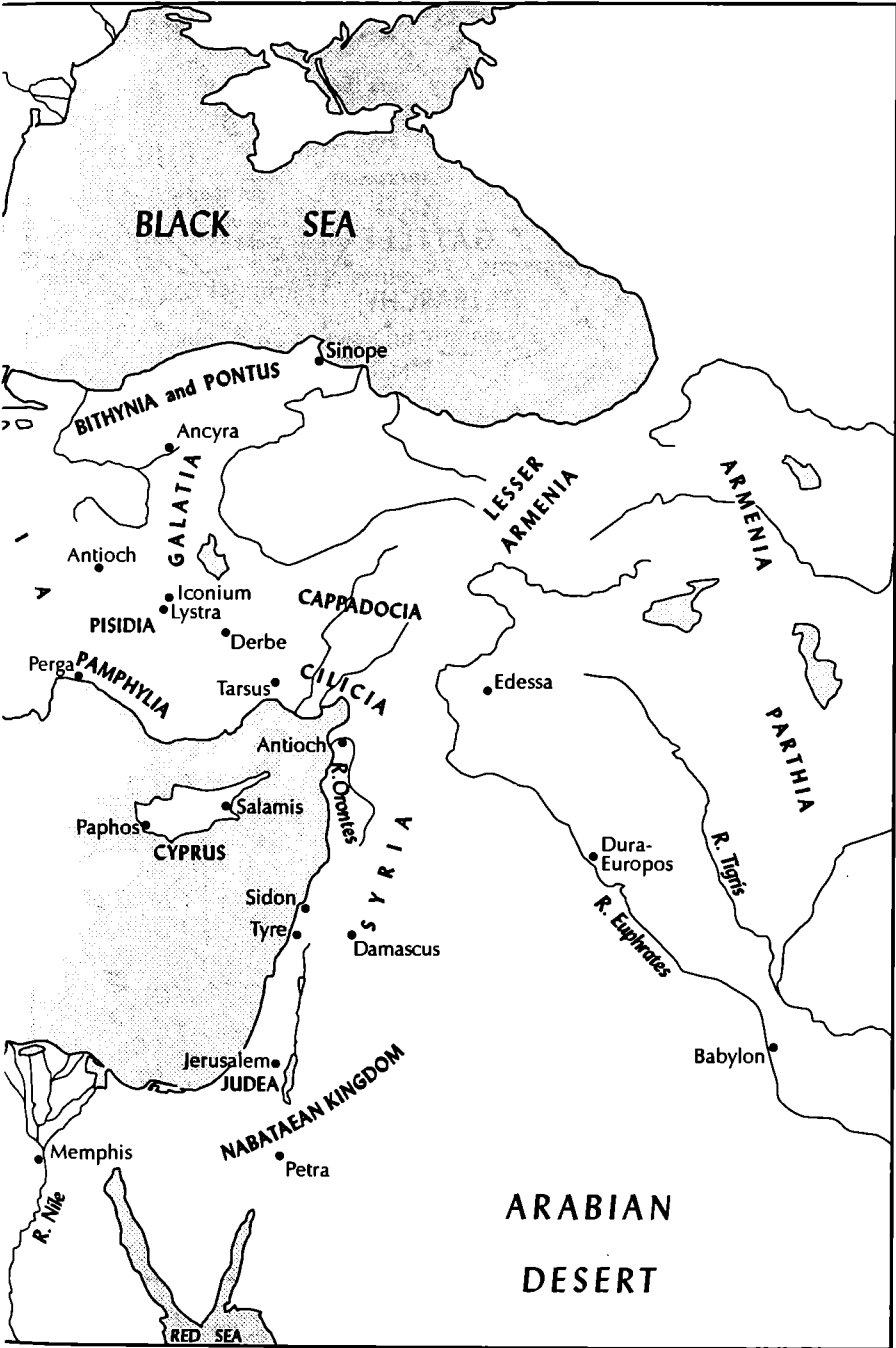 BLACK SEA
Sinope
BITHYNIA and PONTUS
Ancyra
GALATIA
LESSER
ARMENIA
ARMENIA
I A
Antioch
Iconium
Lystra
PISIDIA
Derbe
CAPPADOCIA
Perga
PAMPHYLIA
Tarsus
CILICIA
Edessa
PARTHIA
Antioch
R. Orontes
Salamis
Paphos
CYPRUS
SYRIA
Dura-
Europos
R. Tigris
R. Euphrates
Sidon
Tyre
Damascus
Babylon
Jerusalem
JUDEA
NABATAEAN KINGDOM
Memphis
Petra
R. Nile
ARABIAN
DESERT
RED SEA